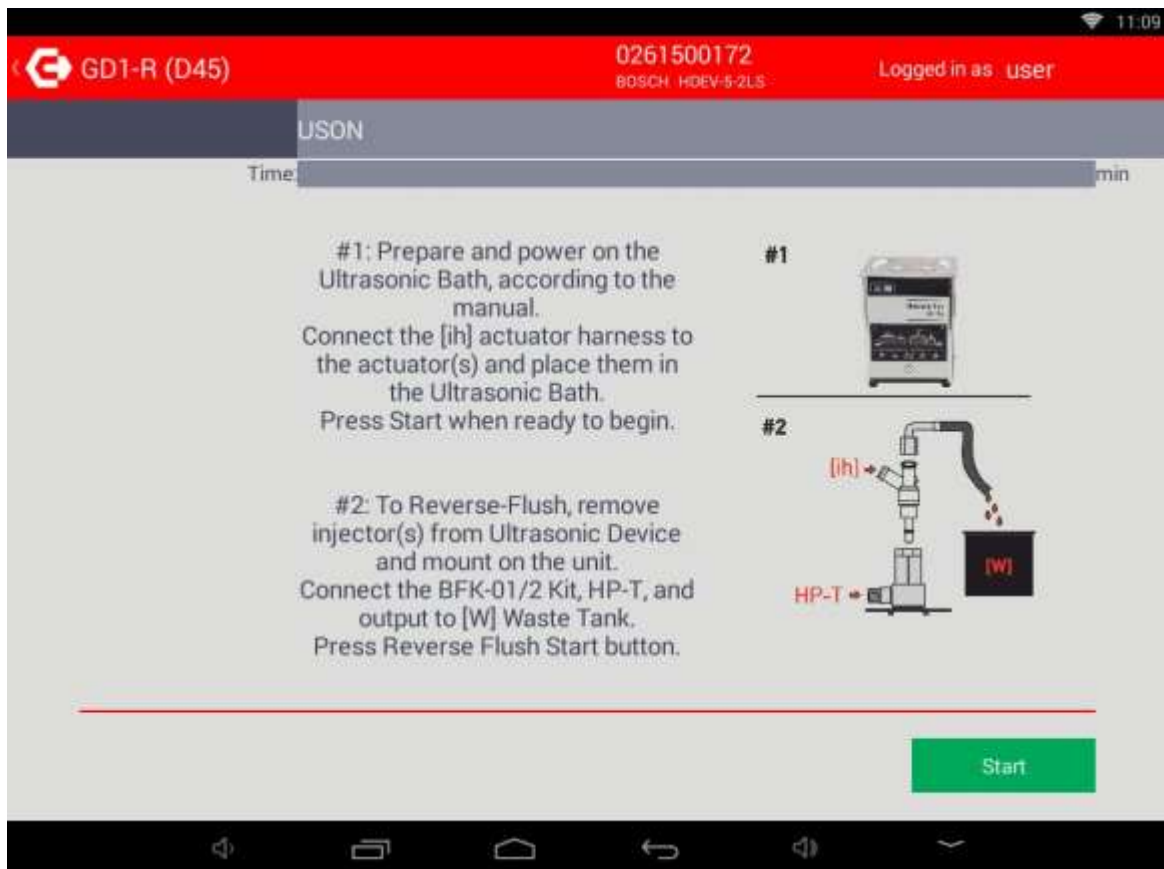 11:09
GD1-R (D45)
0261500172
BOSCH HDEV-5-2LS
Logged in as user
USON
Time:
min
#1: Prepare and power on the
Ultrasonic Bath, according to the
manual.
Connect the [ih] actuator harness to
the actuator(s) and place them in
the Ultrasonic Bath.
Press Start when ready to begin.
#1
#2: To Reverse-Flush, remove
injector(s) from Ultrasonic Device
and mount on the unit.
Connect the BFK-01/2 Kit, HP-T, and
output to [W] Waste Tank.
Press Reverse Flush Start button.
#2
[ih]
[W]
HP-T
Start